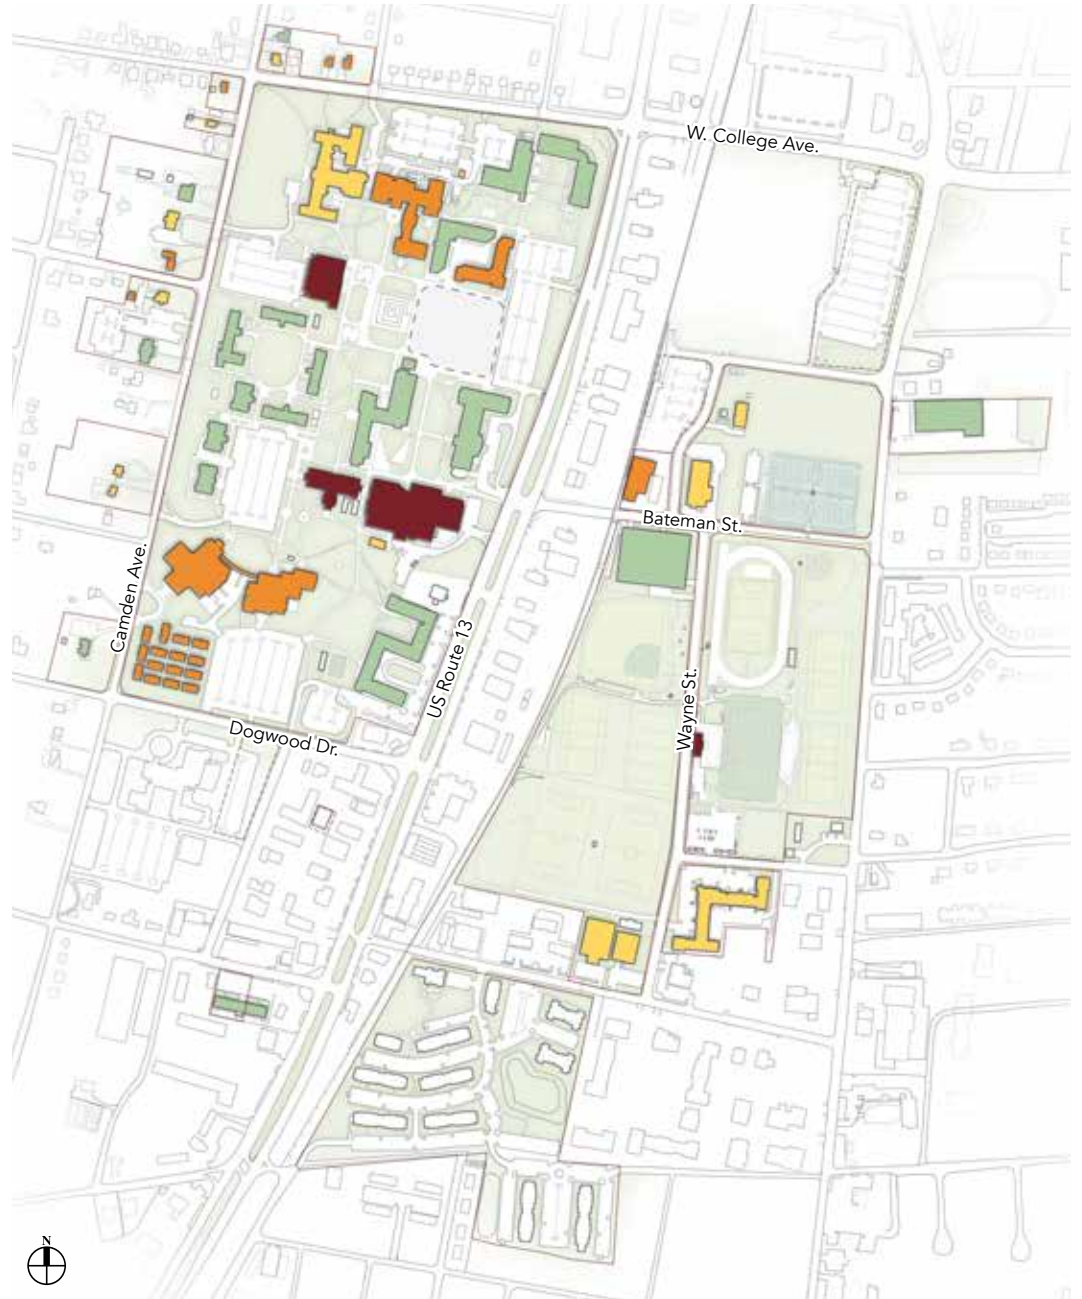 W. College Ave.
Bateman St.
Camden Ave.
US Route 13
Wayne St.
Dogwood Dr.
N